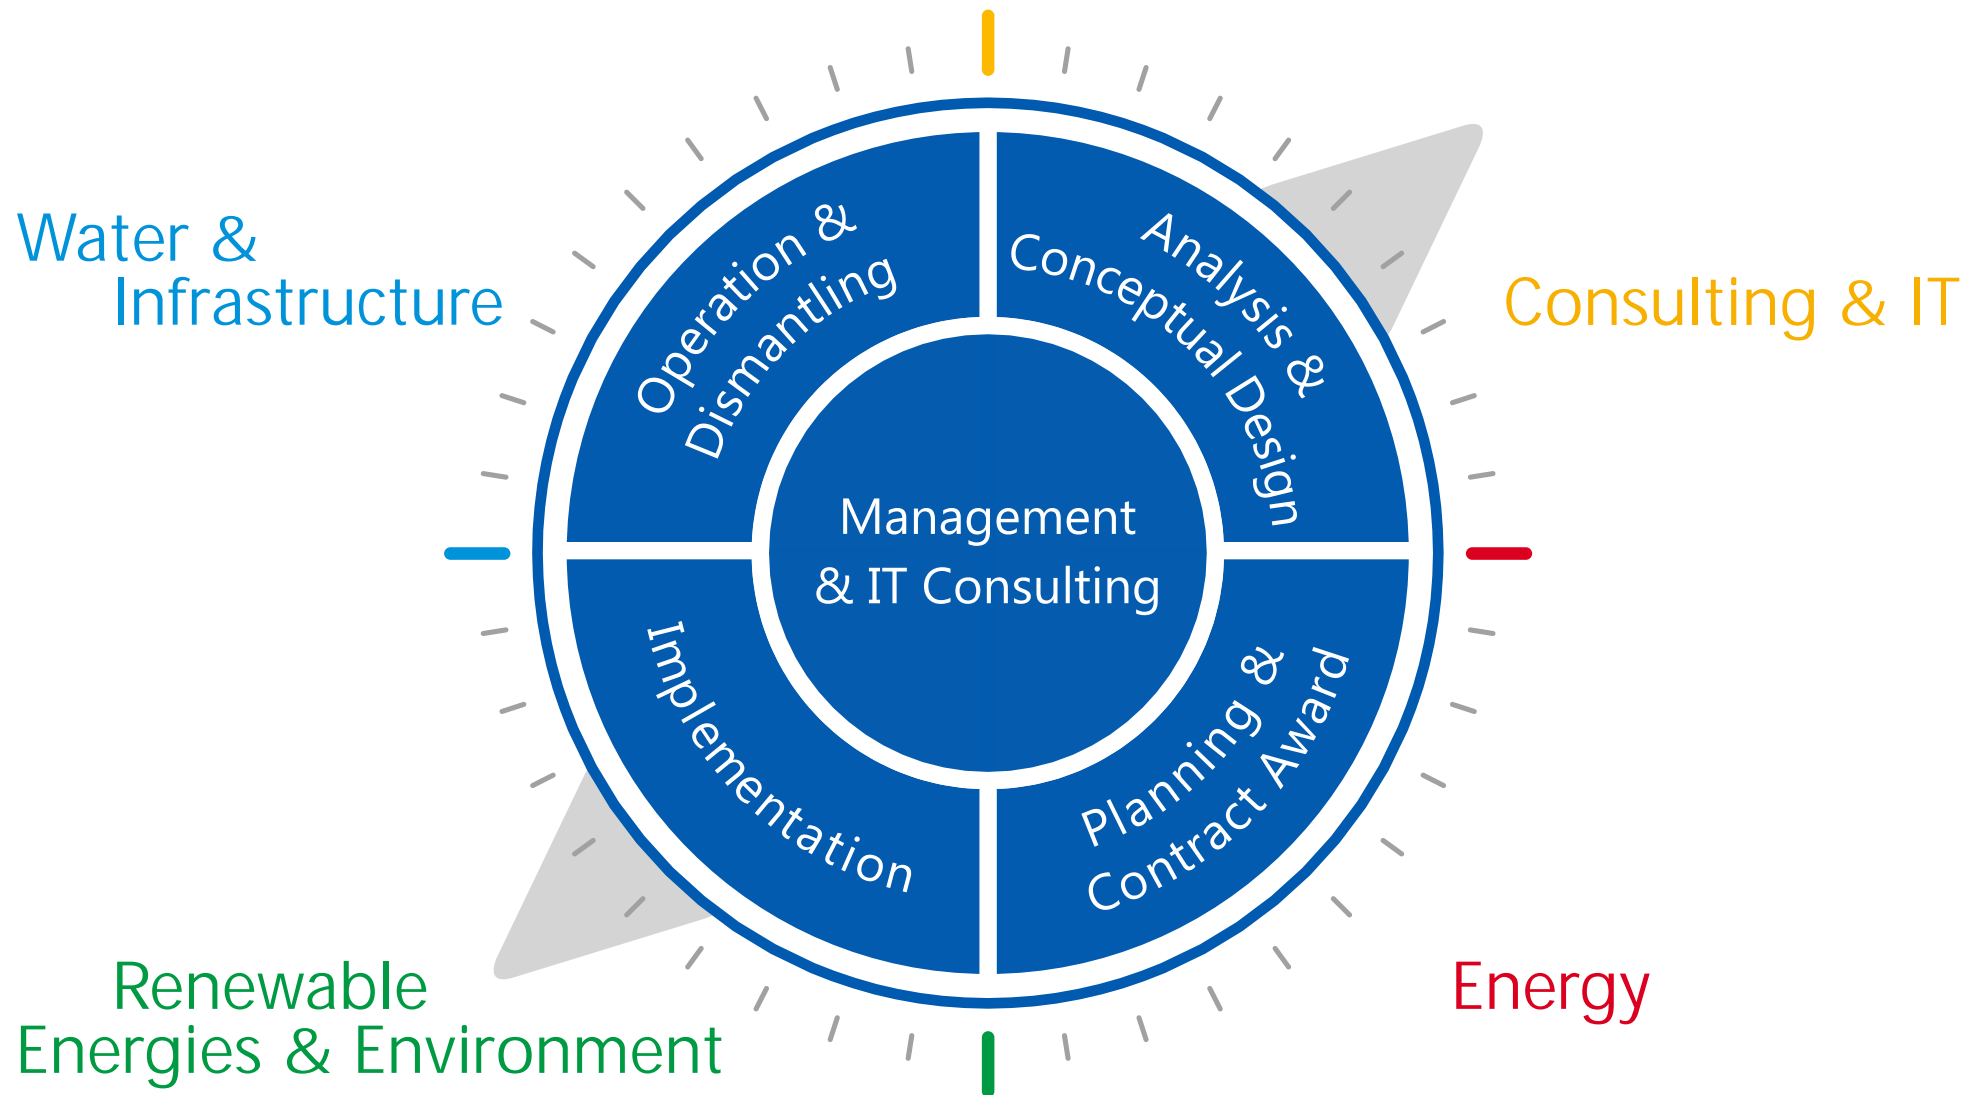 Water &
Infrastructure
Consulting & IT
Operation &
Dismantling
Analysis &
Conceptual Design
Management
& IT Consulting
Implementation
Planning &
Contract Award
Renewable
Energies & Environment
Energy